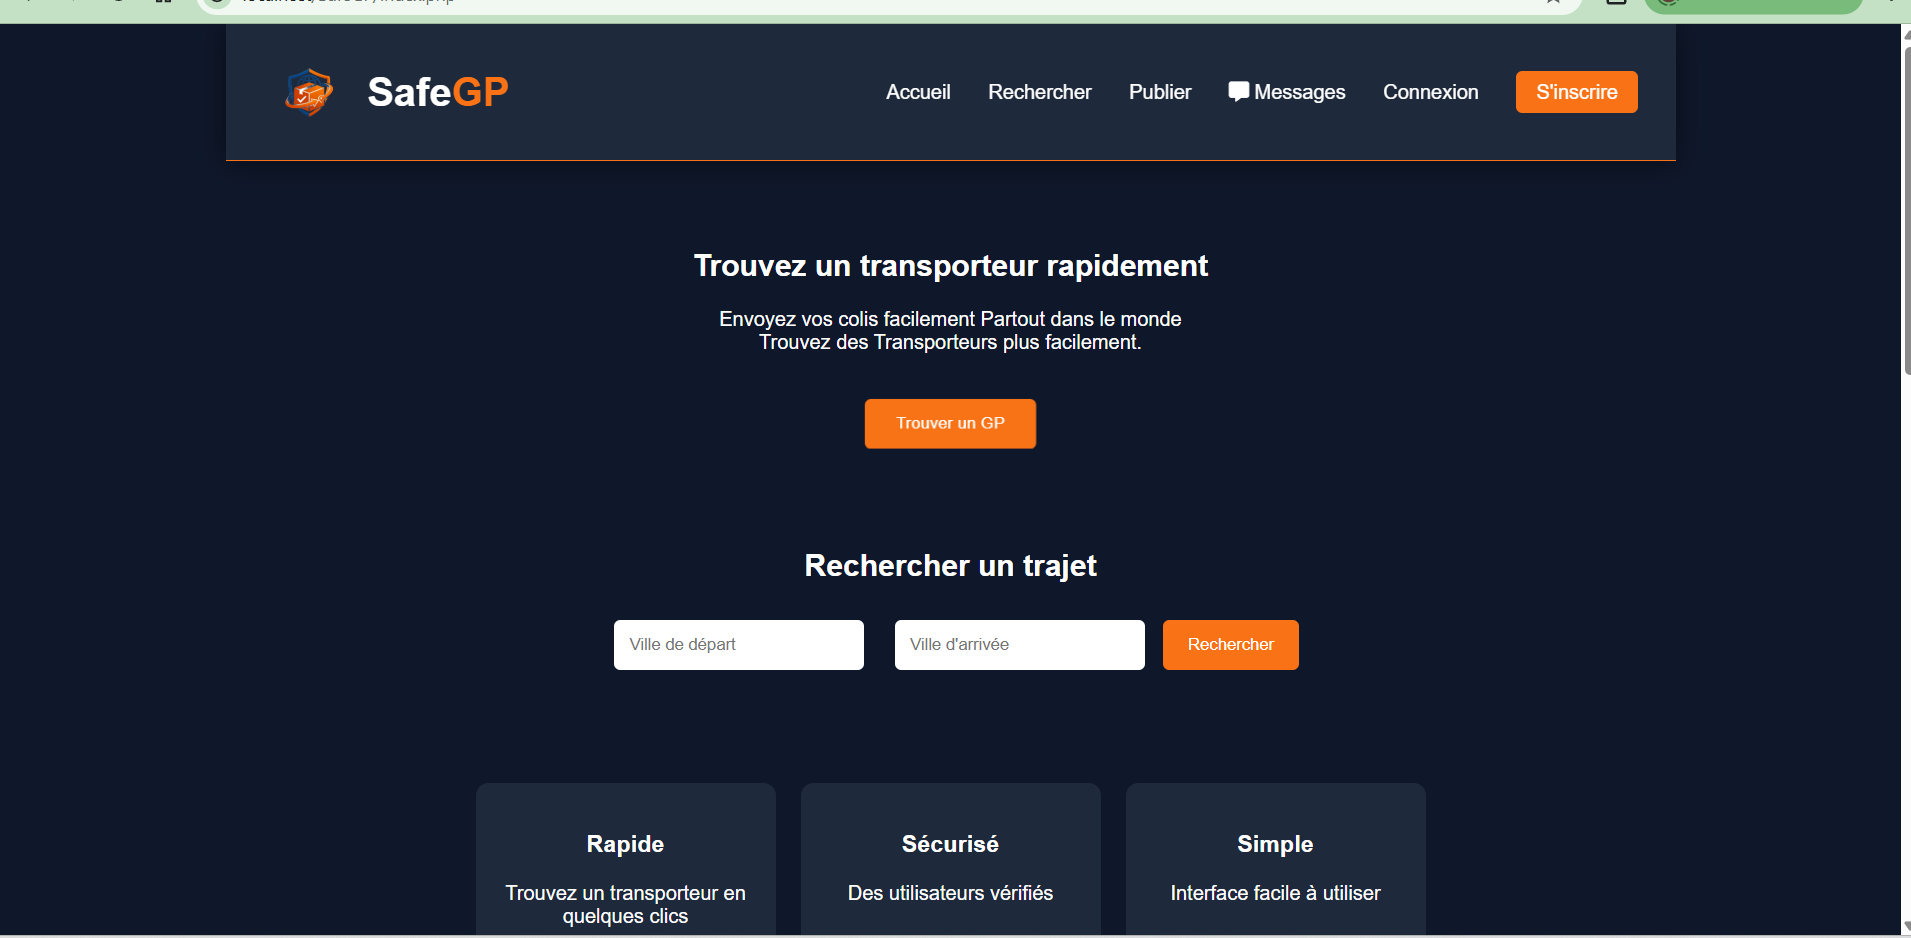 SafeGP
Accueil
Rechercher
Publier
Messages
Connexion
S'inscrire
Trouvez un transporteur rapidement
Envoyez vos colis facilement Partout dans le monde
Trouvez des Transporteurs plus facilement.
Trouver un GP
Rechercher un trajet
Ville de départ
Ville d'arrivée
Rechercher
Rapide
Trouvez un transporteur en
quelques clics
Sécurisé
Des utilisateurs vérifiés
Simple
Interface facile à utiliser